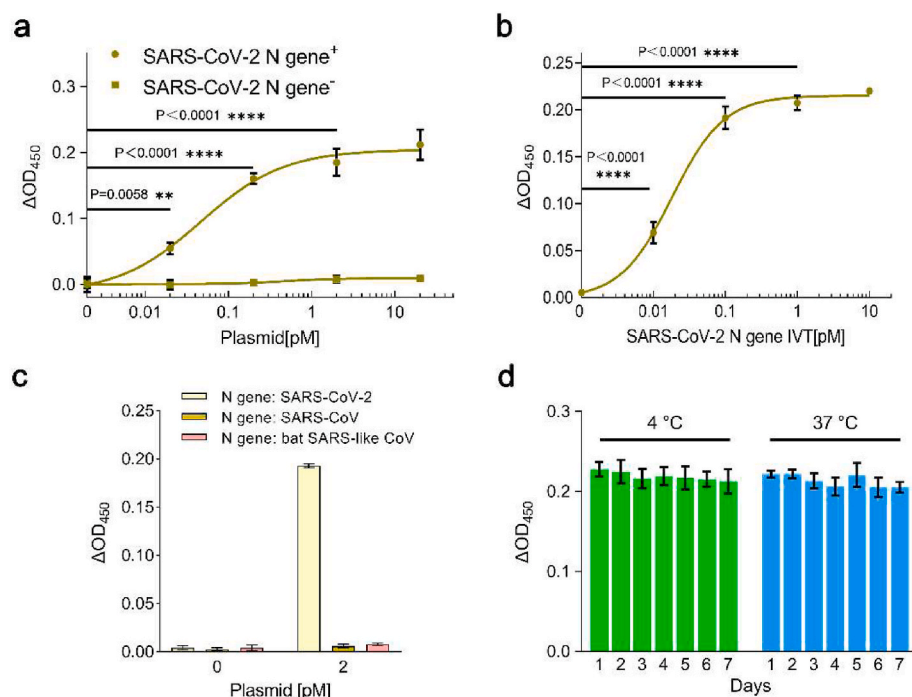 a
SARS-CoV-2 N gene⁺
SARS-CoV-2 N gene⁻
0.3
0.2
0.1
0.0
ΔOD₄₅₀
P<0.0001 ****
P<0.0001 ****
P=0.0058 **
0 0.01 0.1 1 10
Plasmid[pM]
b
0.25
0.20
0.15
0.10
0.05
0.00
ΔOD₄₅₀
P<0.0001 ****
P<0.0001 ****
P<0.0001
****
0 0.01 0.1 1 10
SARS-CoV-2 N gene IVT[pM]
c
N gene: SARS-CoV-2
N gene: SARS-CoV
N gene: bat SARS-like CoV
0.25
0.20
0.15
0.10
0.05
0.00
ΔOD₄₅₀
0 2
Plasmid [pM]
d
4 °C 37 °C
0.3
0.2
0.1
0.0
ΔOD₄₅₀
1 2 3 4 5 6 7 1 2 3 4 5 6 7
Days